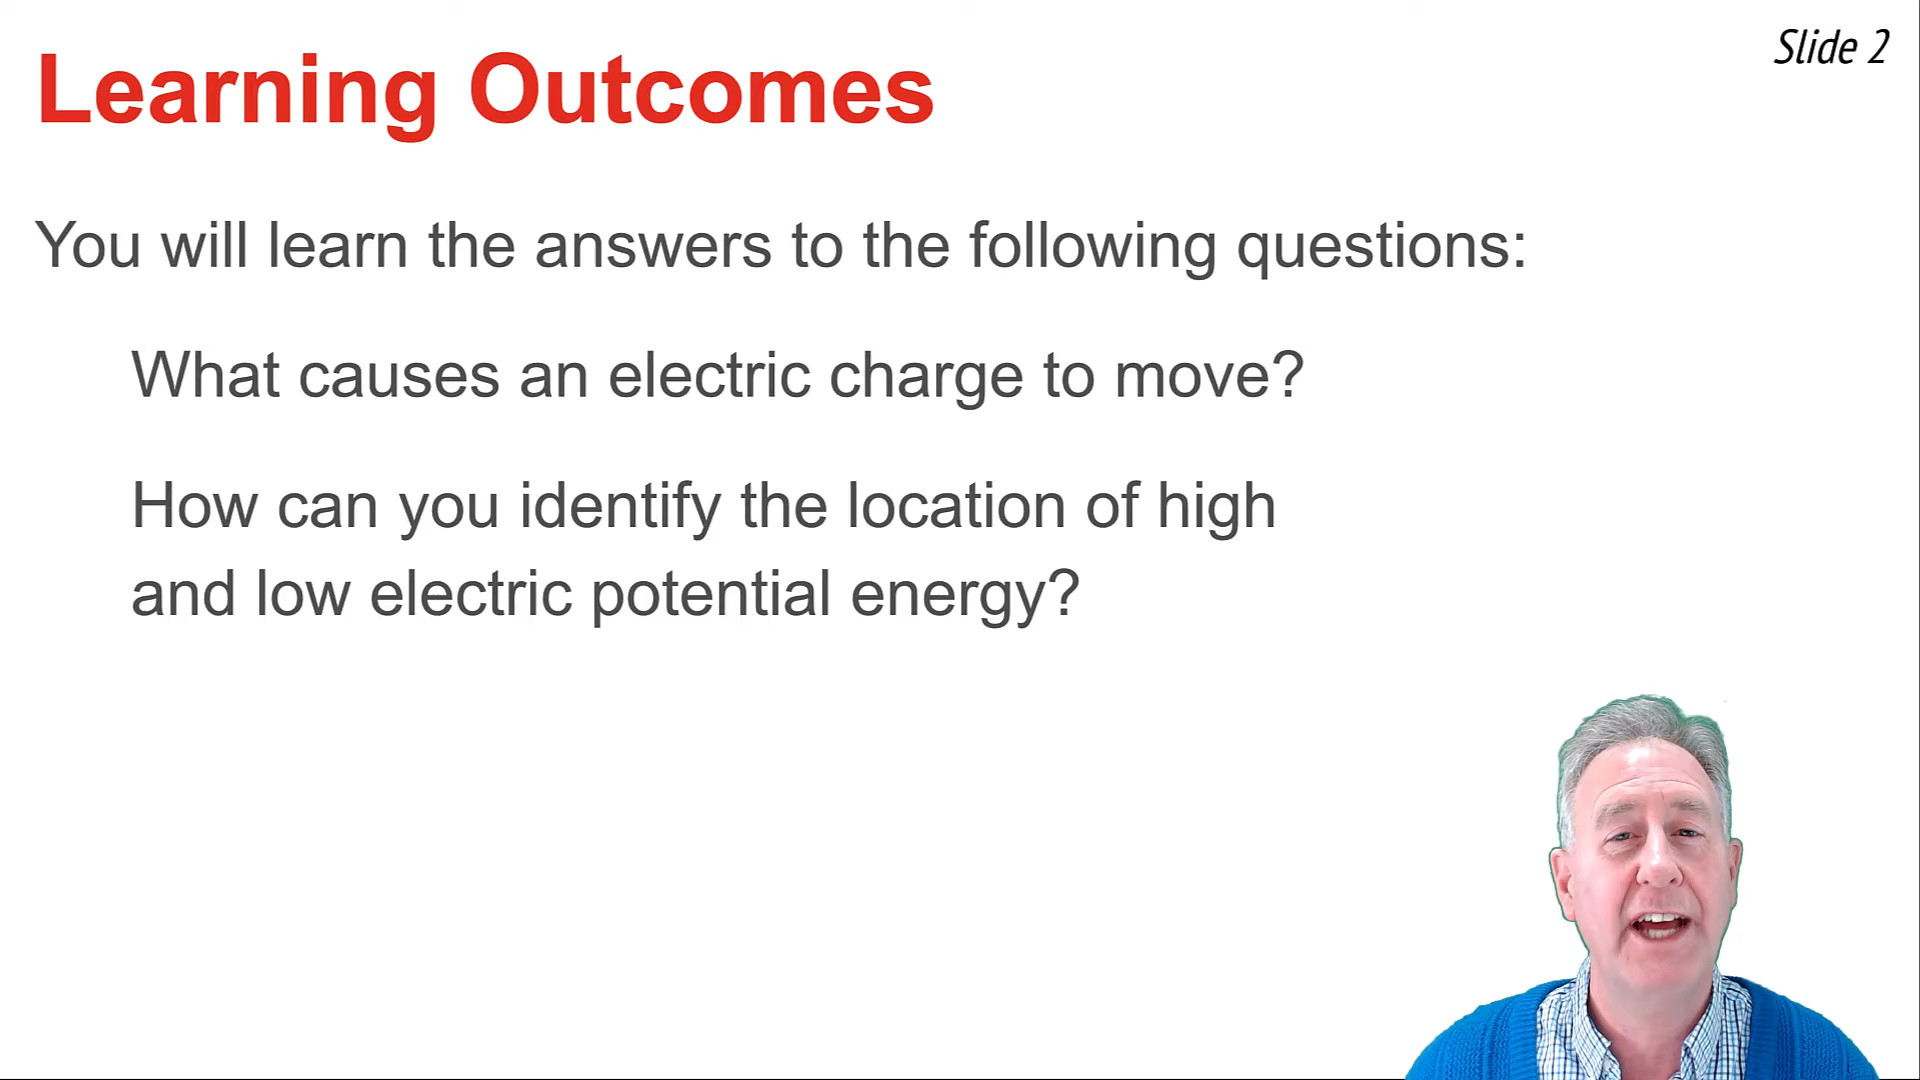 Slide 2
Learning Outcomes
You will learn the answers to the following questions:
What causes an electric charge to move?
How can you identify the location of high
and low electric potential energy?